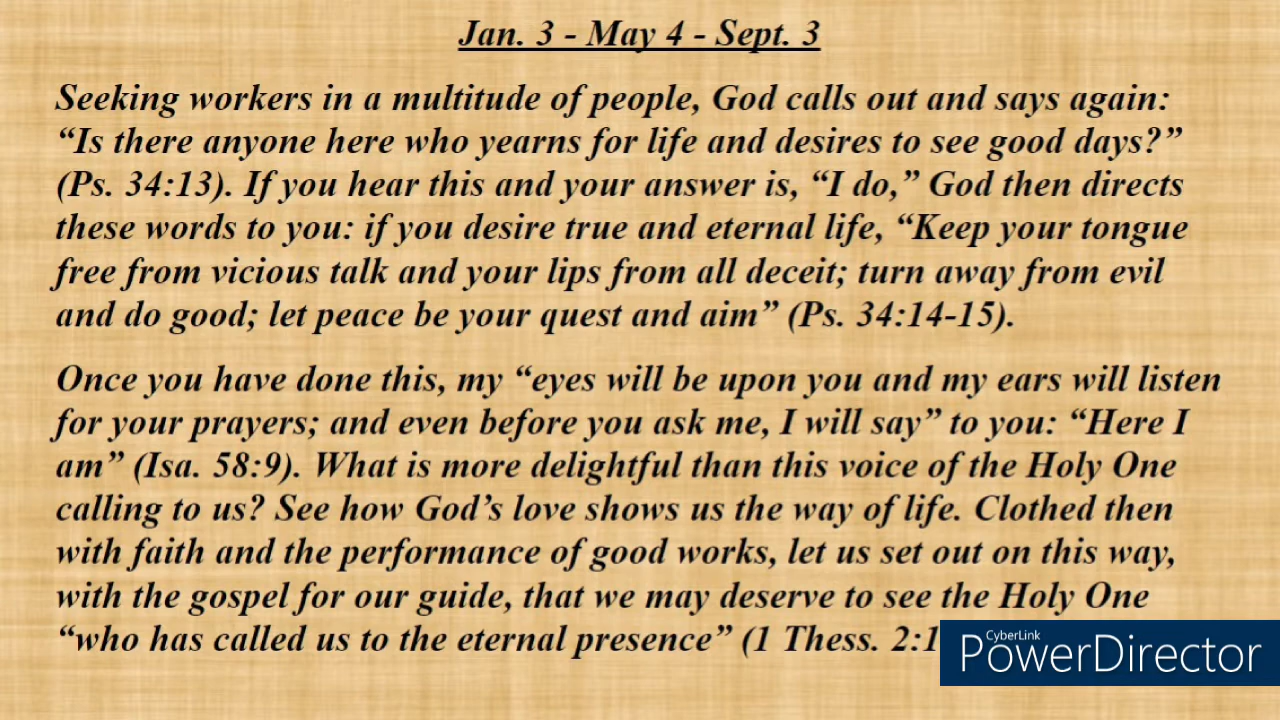 Jan. 3 - May 4 - Sept. 3
Seeking workers in a multitude of people, God calls out and says again:
“Is there anyone here who yearns for life and desires to see good days?”
(Ps. 34:13). If you hear this and your answer is, “I do,” God then directs
these words to you: if you desire true and eternal life, “Keep your tongue
free from vicious talk and your lips from all deceit; turn away from evil
and do good; let peace be your quest and aim” (Ps. 34:14-15).
Once you have done this, my “eyes will be upon you and my ears will listen
for your prayers; and even before you ask me, I will say” to you: “Here I
am” (Isa. 58:9). What is more delightful than this voice of the Holy One
calling to us? See how God’s love shows us the way of life. Clothed then
with faith and the performance of good works, let us set out on this way,
with the gospel for our guide, that we may deserve to see the Holy One
“who has called us to the eternal presence” (1 Thess. 2:1
CyberLink
PowerDirector